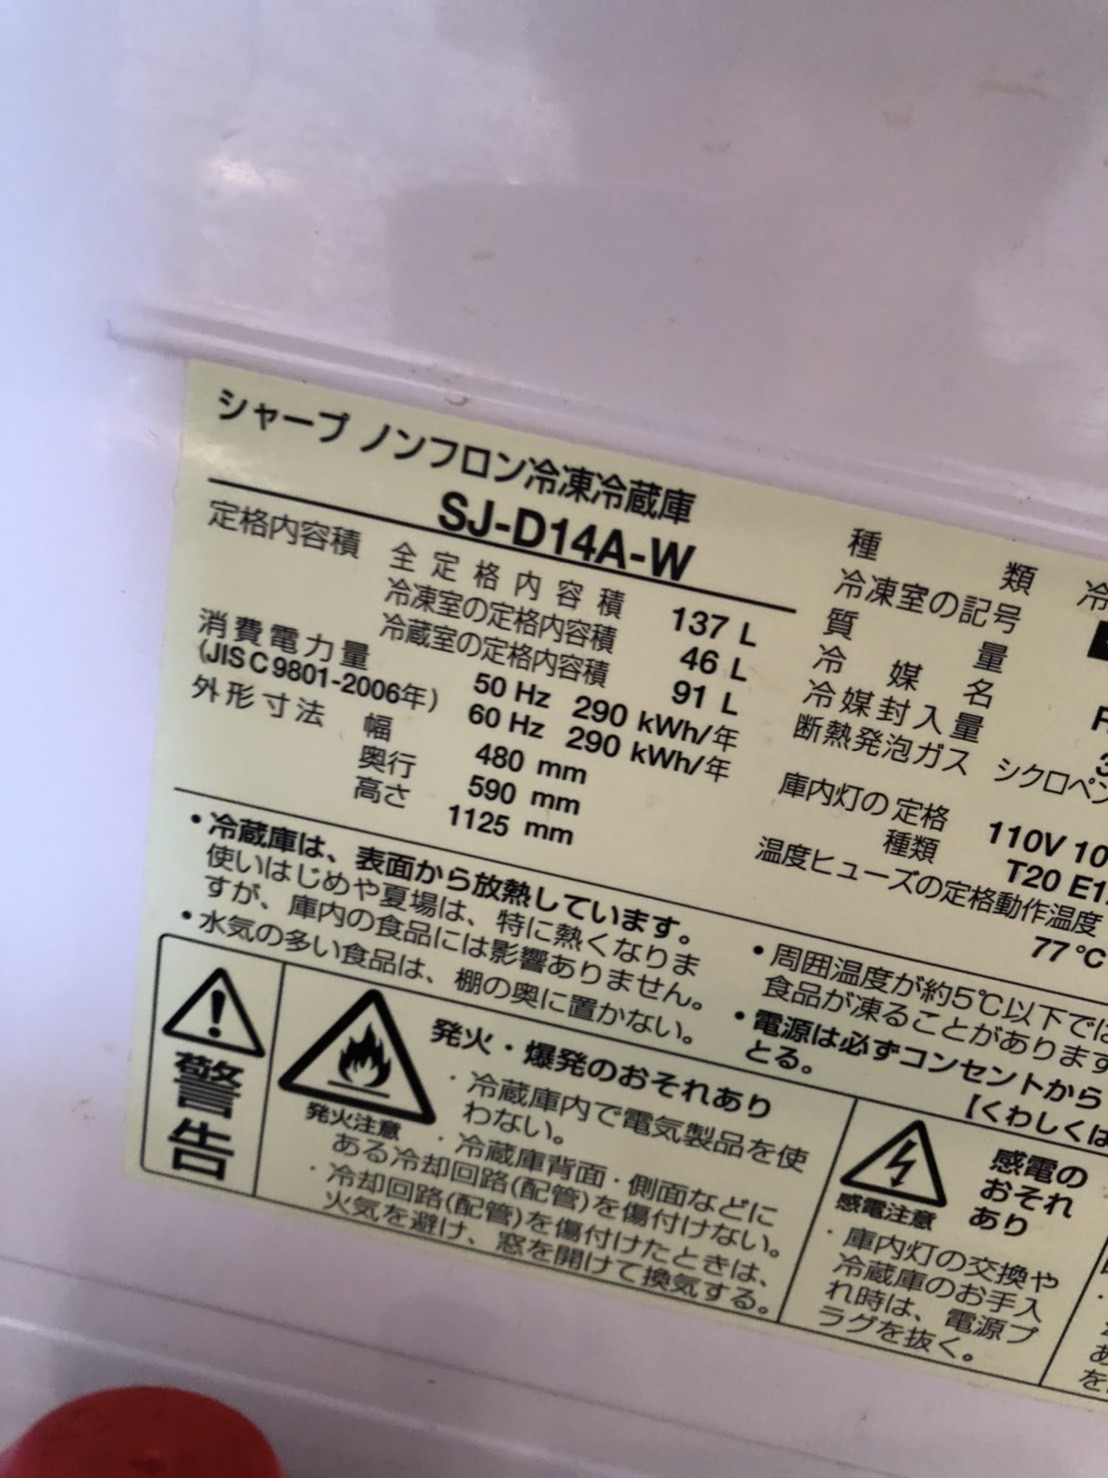 シャープ ノンフロン冷凍冷蔵庫
SJ-D14A-W
定格内容積 全定格内容積 137 L
冷凍室の定格内容積 46 L
冷蔵室の定格内容積 91 L
消費電力量 50 Hz 290 kWh/年
(JIS C 9801-2006年) 60 Hz 290 kWh/年
外形寸法 幅 480 mm
奥行 590 mm
高さ 1125 mm
種類 冷
冷凍室の記号
質量
冷媒名 R
冷媒封入量 3
断熱発泡ガス シクロペン
庫内灯の定格 110V 10
種類 T20 E1
温度ヒューズの定格動作温度
77℃
・冷蔵庫は、表面から放熱しています。
使いはじめや夏場は、特に熱くなりま
すが、庫内の食品には影響ありません。
・水気の多い食品は、棚の奥に置かない。
・周囲温度が約5℃以下では
食品が凍ることがあります
・電源は必ずコンセントから
とる。
【くわしくは
警告
発火注意
発火・爆発のおそれあり
・冷蔵庫内で電気製品を使
わない。
・冷蔵庫背面・側面などに
ある冷却回路(配管)を傷付けない。
・冷却回路(配管)を傷付けたときは、
火気を避け、窓を開けて換気する。
感電注意
感電の
おそれ
あり
・庫内灯の交換や
冷蔵庫のお手入
れ時は、電源プ
ラグを抜く。